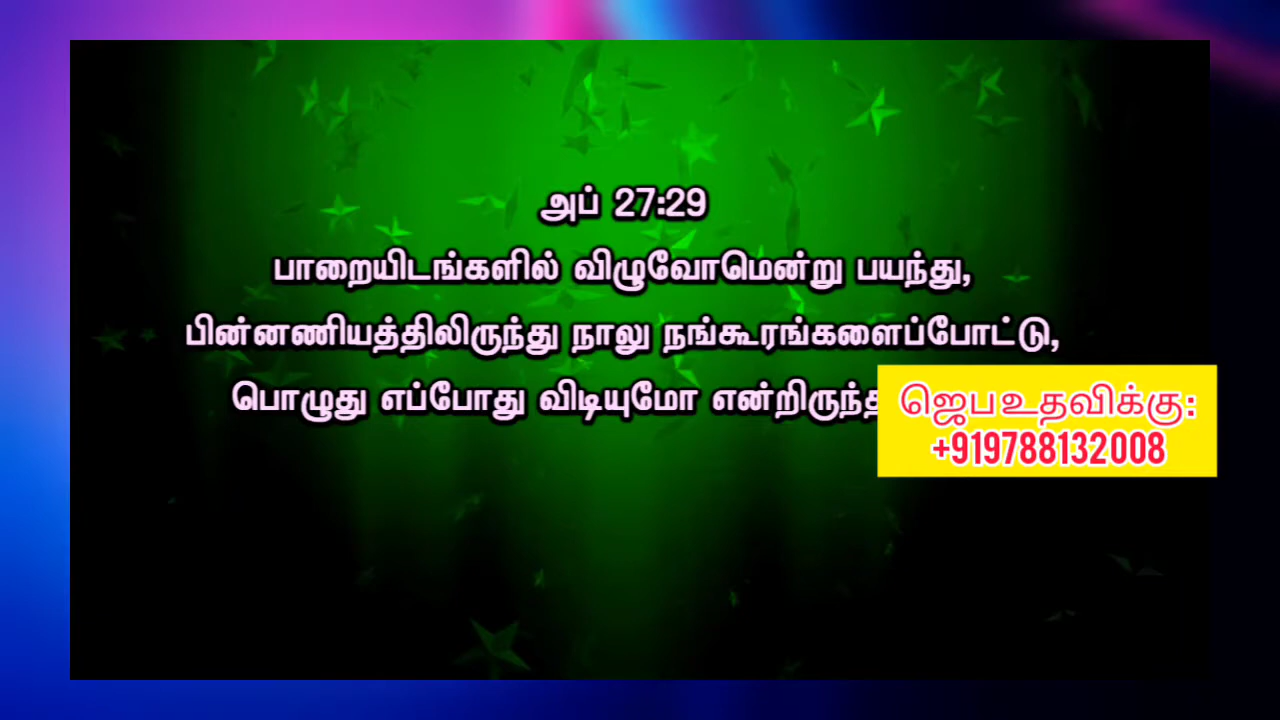 அப் 27:29
பாறையிடங்களில் விழுவோமென்று பயந்து,
பின்னணியத்திலிருந்து நாலு நங்கூரங்களைப்போட்டு,
பொழுது எப்போது விடியுமோ
ஜெபஉதவிக்கு:
+919788132008